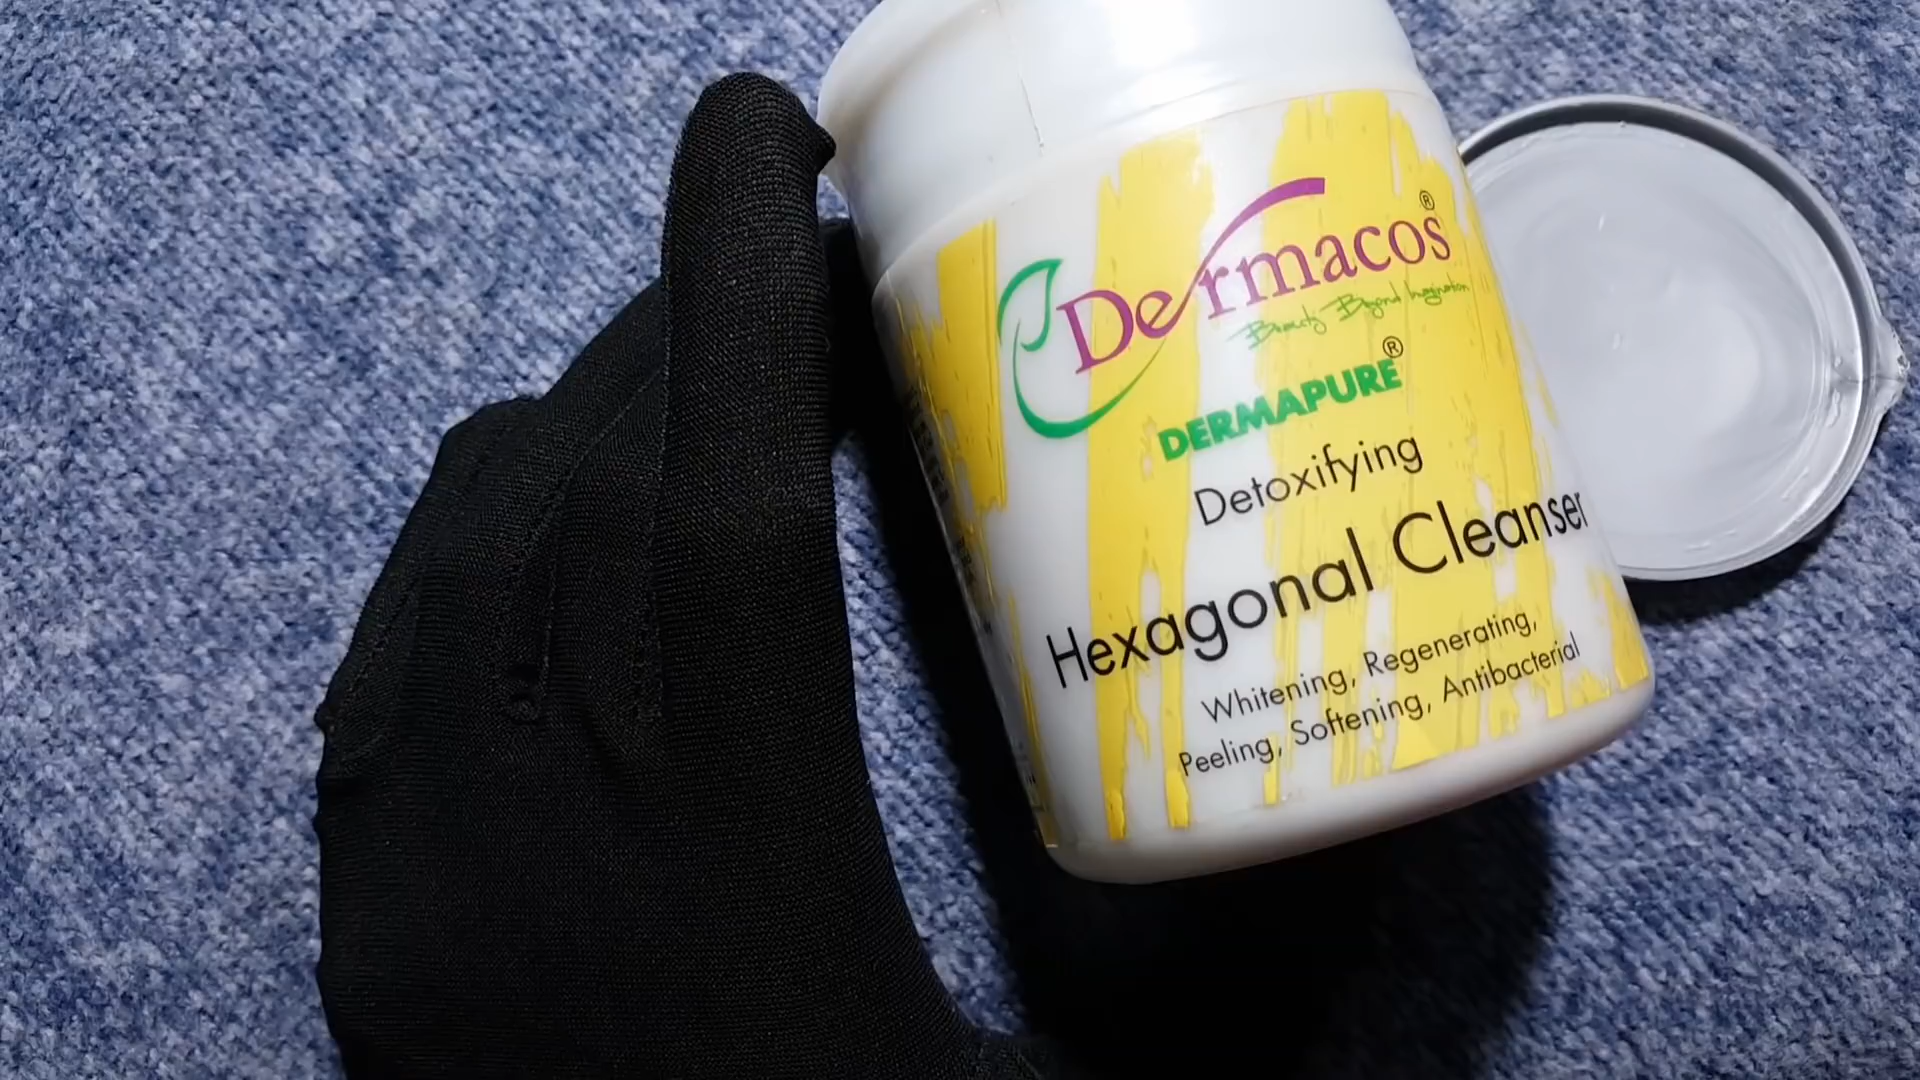 Dermacos®
Beauty Beyond Imagination
DERMAPURE®
Detoxifying
Hexagonal Cleanser
Whitening, Regenerating,
Peeling, Softening, Antibacterial